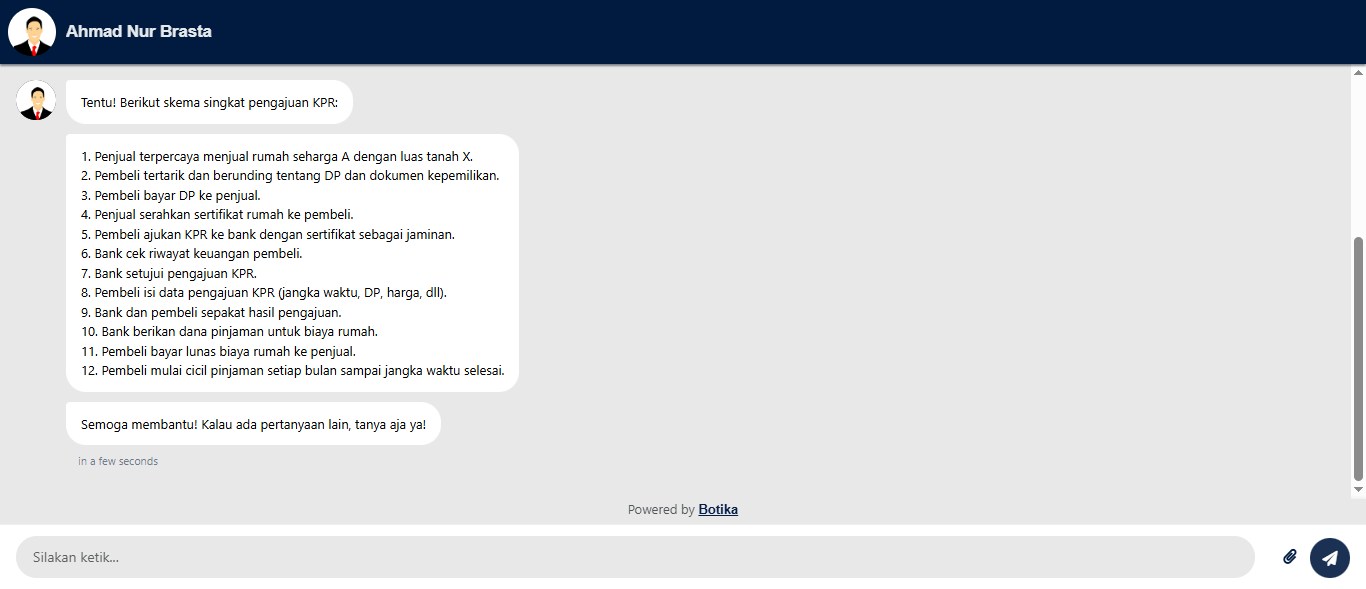 Ahmad Nur Brasta
Tentu! Berikut skema singkat pengajuan KPR:
1. Penjual terpercaya menjual rumah seharga A dengan luas tanah X.
2. Pembeli tertarik dan berunding tentang DP dan dokumen kepemilikan.
3. Pembeli bayar DP ke penjual.
4. Penjual serahkan sertifikat rumah ke pembeli.
5. Pembeli ajukan KPR ke bank dengan sertifikat sebagai jaminan.
6. Bank cek riwayat keuangan pembeli.
7. Bank setujui pengajuan KPR.
8. Pembeli isi data pengajuan KPR (jangka waktu, DP, harga, dll).
9. Bank dan pembeli sepakat hasil pengajuan.
10. Bank berikan dana pinjaman untuk biaya rumah.
11. Pembeli bayar lunas biaya rumah ke penjual.
12. Pembeli mulai cicil pinjaman setiap bulan sampai jangka waktu selesai.
Semoga membantu! Kalau ada pertanyaan lain, tanya aja ya!
in a few seconds
Powered by Botika
Silakan ketik...